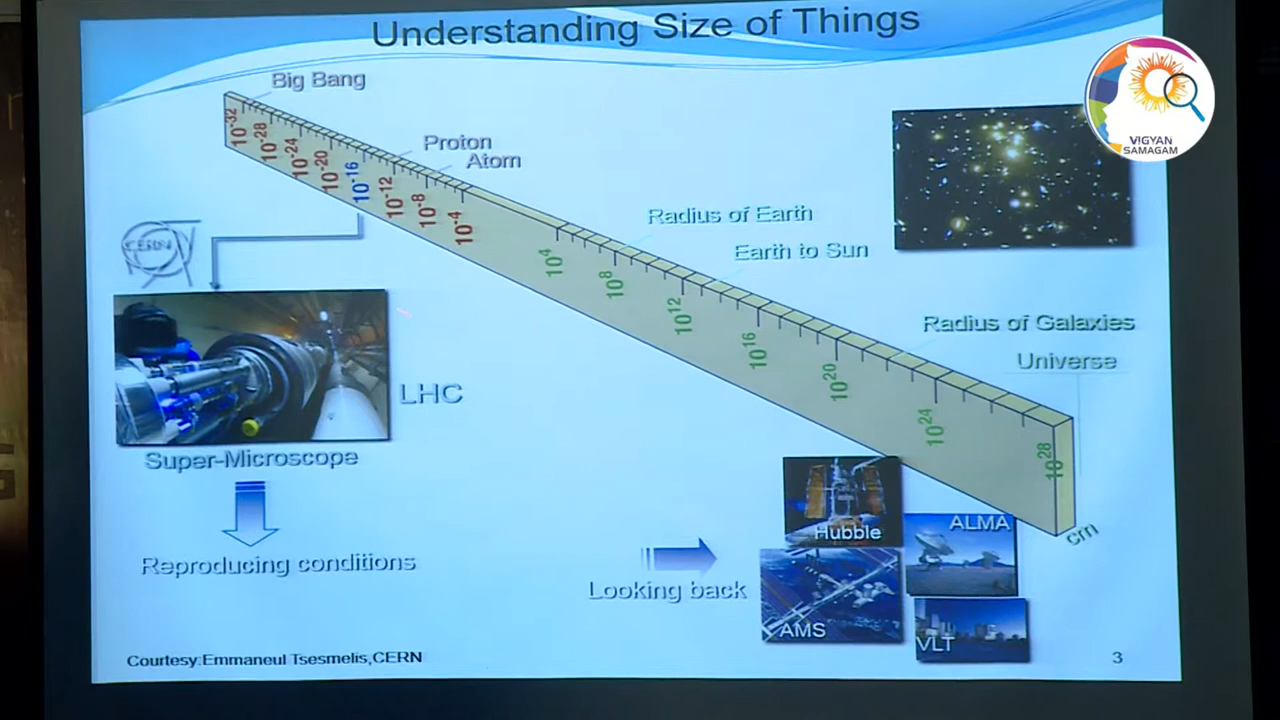 Understanding Size of Things
VIGYAN
SAMAGAM
Big Bang
Proton
Atom
Radius of Earth
Earth to Sun
Radius of Galaxies
Universe
10⁻³²
10⁻²⁸
10⁻²⁴
10⁻²⁰
10⁻¹⁶
10⁻¹²
10⁻⁸
10⁻⁴
10⁴
10⁸
10¹²
10¹⁶
10²⁰
10²⁴
10²⁸
cm
CERN
LHC
Super-Microscope
Reproducing conditions
Looking back
Hubble
ALMA
AMS
VLT
Courtesy:Emmaneul Tsesmelis,CERN
3